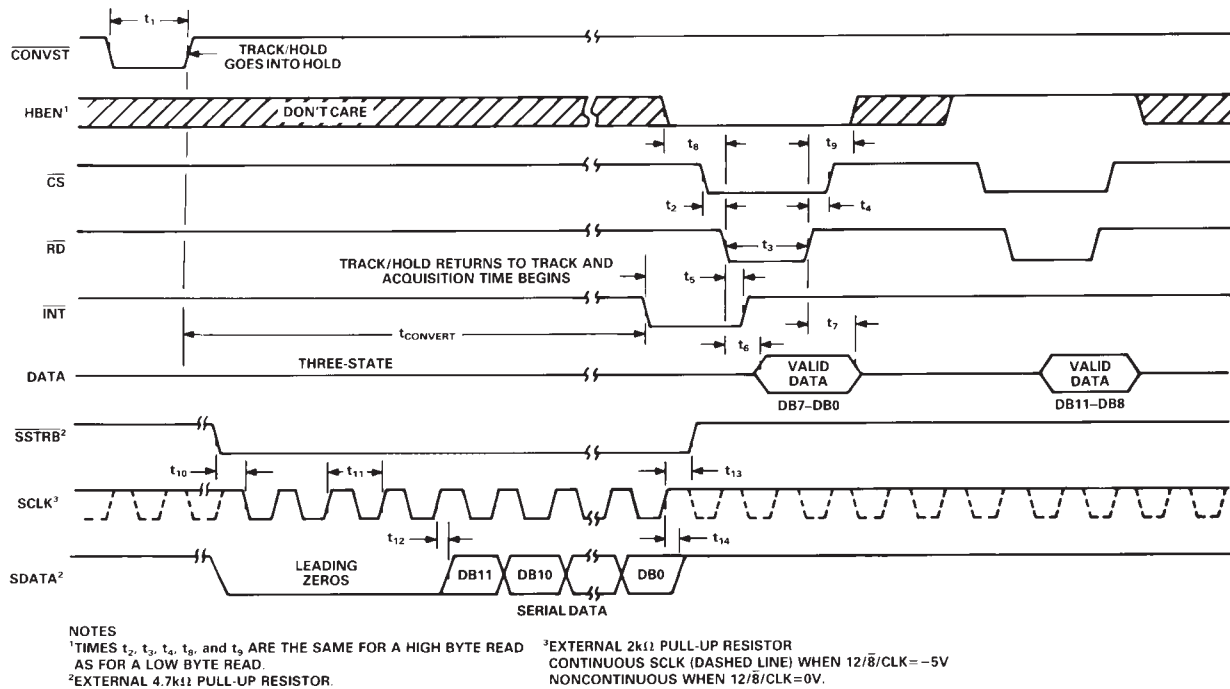 t1
CONVST
TRACK/HOLD
GOES INTO HOLD
HBEN1
DON'T CARE
t8
t9
CS
t2
t4
RD
t3
TRACK/HOLD RETURNS TO TRACK AND
ACQUISITION TIME BEGINS
t5
INT
tCONVERT
t7
t6
THREE-STATE
DATA
VALID
DATA
VALID
DATA
DB7–DB0
DB11–DB8
SSTRB2
t10
t11
t13
SCLK3
t12
t14
SDATA2
LEADING
ZEROS
DB11
DB10
DB0
SERIAL DATA
NOTES
1TIMES t2, t3, t4, t8, and t9 ARE THE SAME FOR A HIGH BYTE READ
AS FOR A LOW BYTE READ.
2EXTERNAL 4.7kΩ PULL-UP RESISTOR.
3EXTERNAL 2kΩ PULL-UP RESISTOR
CONTINUOUS SCLK (DASHED LINE) WHEN 12/8̅/CLK=–5V
NONCONTINUOUS WHEN 12/8̅/CLK=0V.